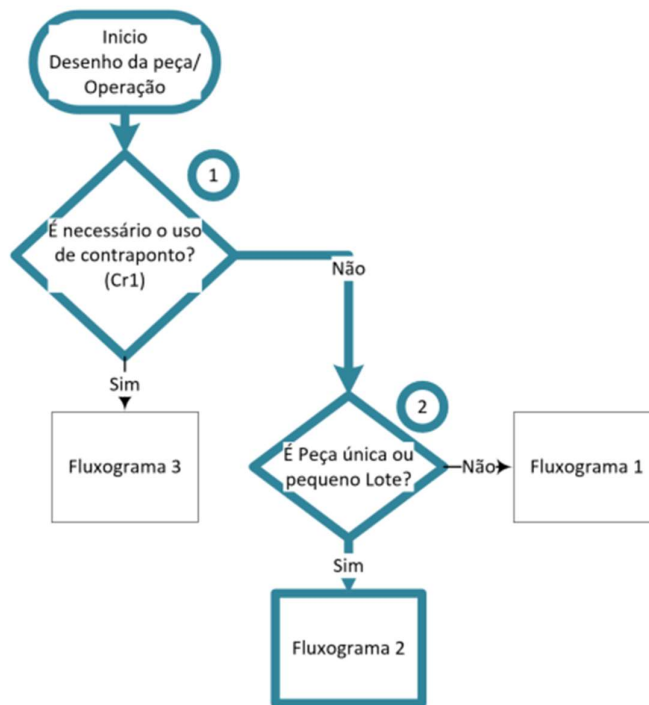 Inicio
Desenho da peça/
Operação
1
É necessário o uso
de contraponto?
(Cr1)
Não
Sim
2
Fluxograma 3
É Peça única ou
pequeno Lote?
Não
Fluxograma 1
Sim
Fluxograma 2